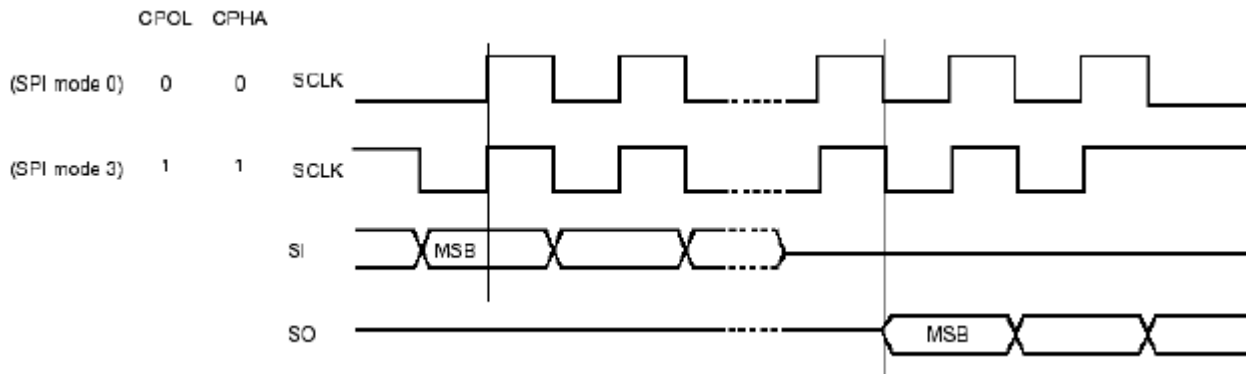 CPOL CPHA
(SPI mode 0) 0 0 SCLK
(SPI mode 3) 1 1 SCLK
SI MSB
SO MSB